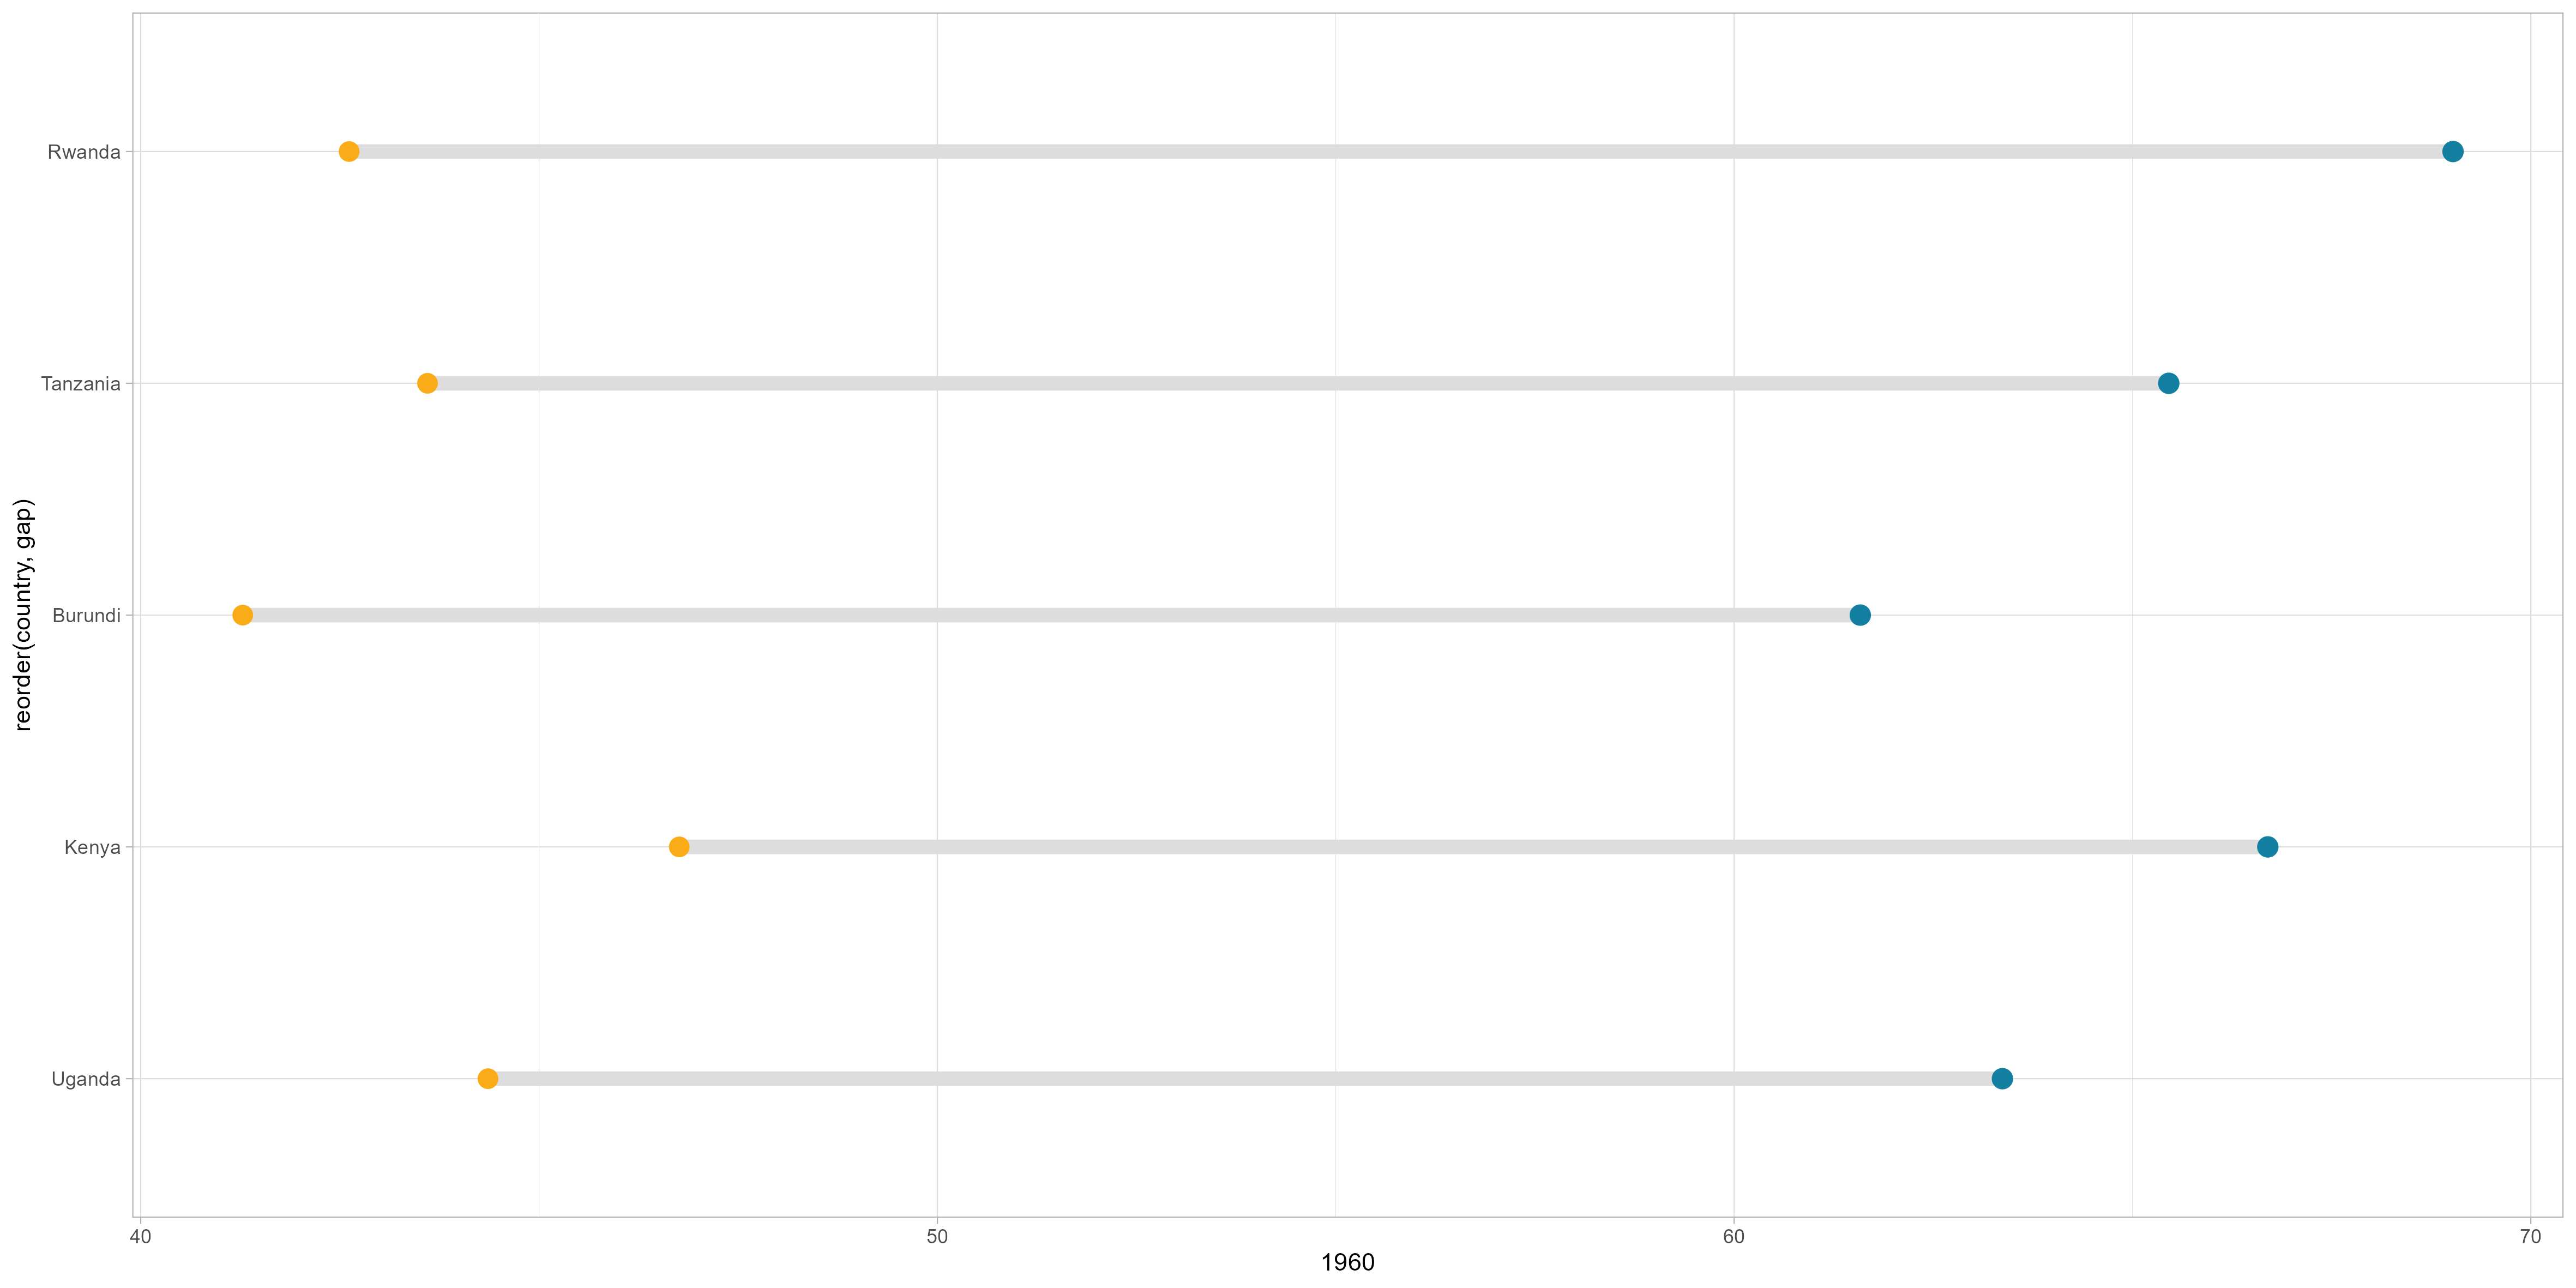 reorder(country, gap)
Rwanda
Tanzania
Burundi
Kenya
Uganda
40 50 60 70
1960